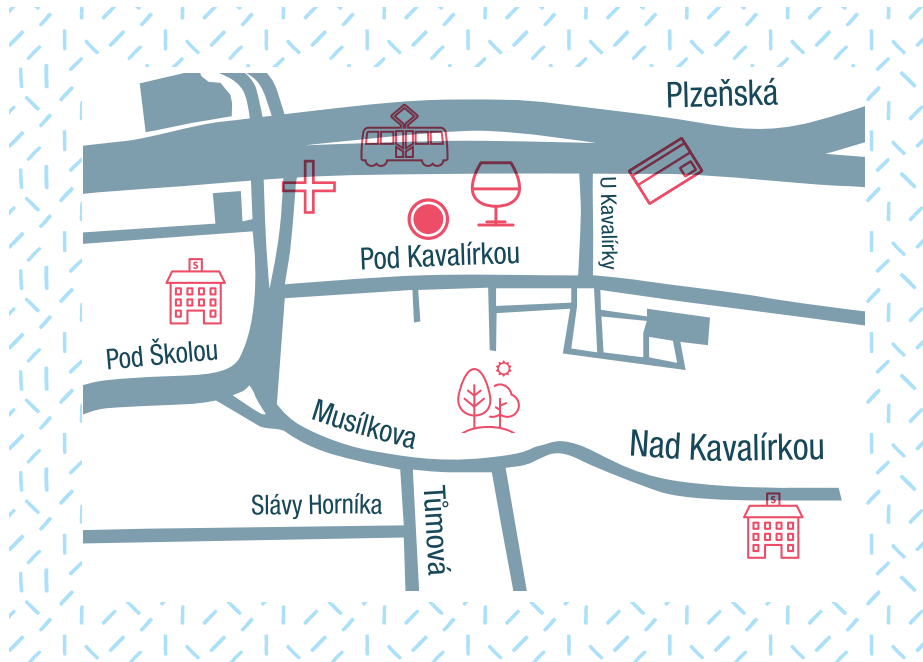 Plzeňská
U Kavalírky
Pod Kavalírkou
S
Pod Školou
Musílkova
Nad Kavalírkou
Slávy Horníka
Tůmová
S